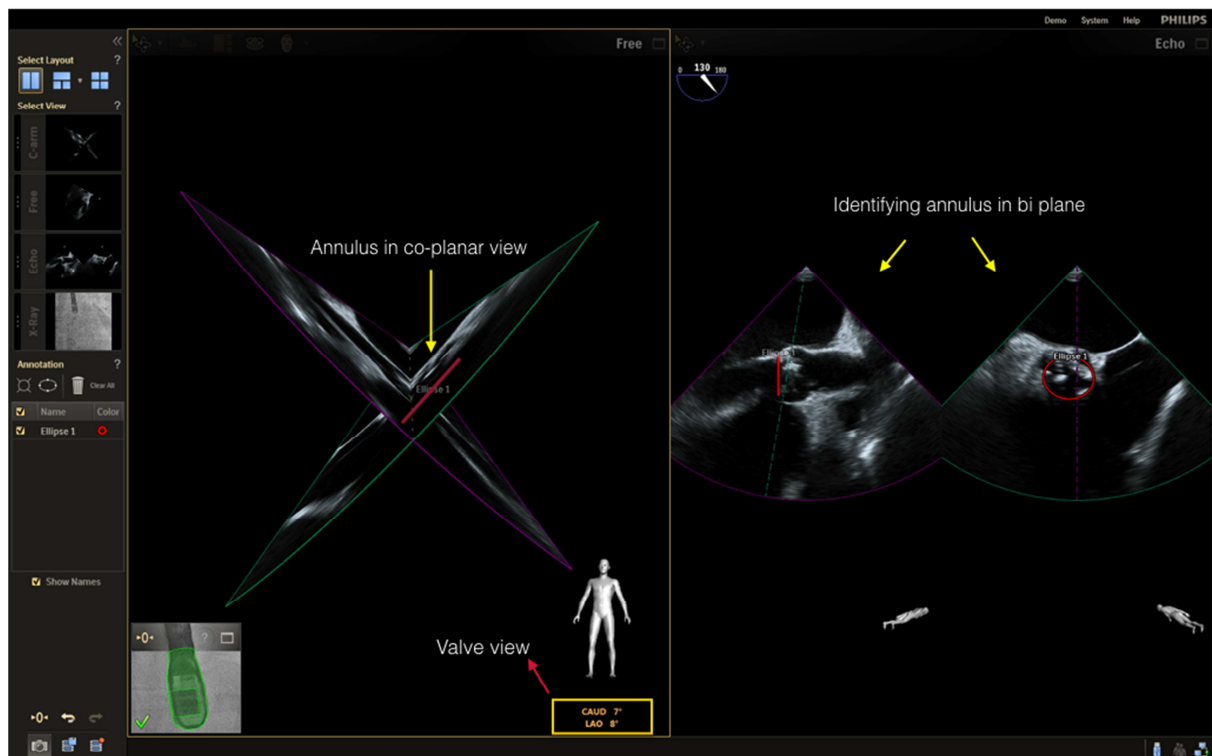 Demo System Help PHILIPS
Select Layout ?
Select View ?
C-arm
Free
Echo
X-Ray
Annotation ?
Clear All
Name Color
Ellipse 1
Show Names
0
Free
Annulus in co-planar view
Ellipse 1
0
?
Valve view
CAUD 7°
LAO 8°
Echo
0 130 180
Identifying annulus in bi plane
Ellipse 1